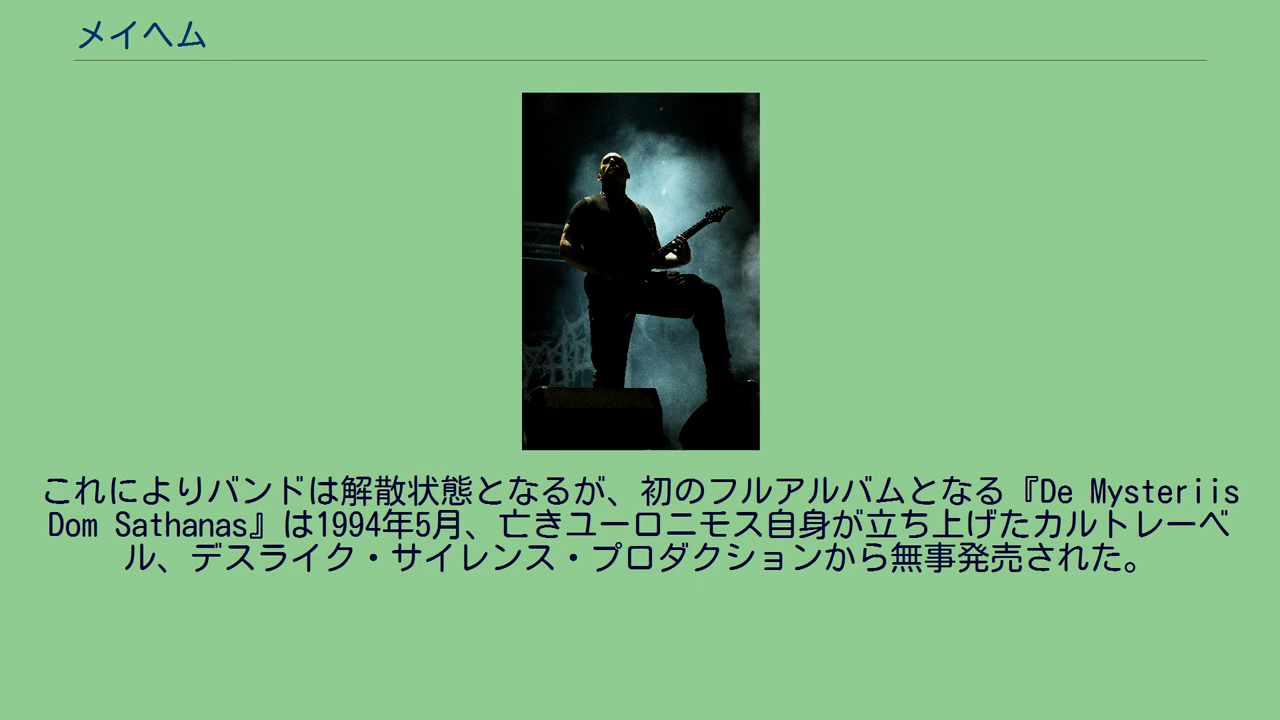 メイヘム
これによりバンドは解散状態となるが、初のフルアルバムとなる『De Mysteriis
Dom Sathanas』は1994年5月、亡きユーロニモス自身が立ち上げたカルトレーベ
ル、デスライク・サイレンス・プロダクションから無事発売された。